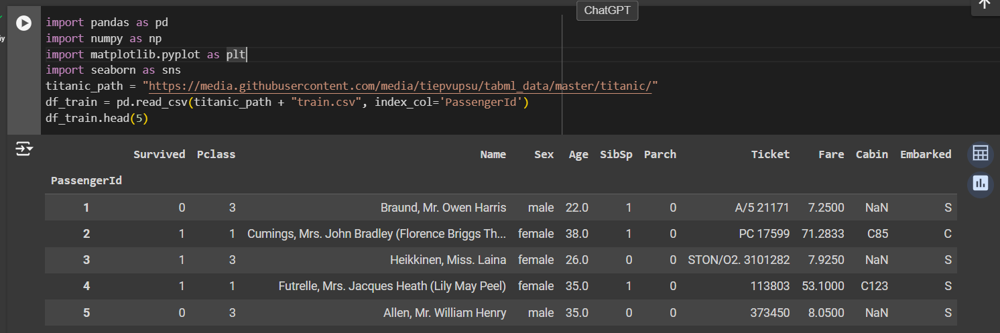 ChatGPT
import pandas as pd
import numpy as np
import matplotlib.pyplot as plt
import seaborn as sns
titanic_path = "https://media.githubusercontent.com/media/tiepvupsu/tabml_data/master/titanic/"
df_train = pd.read_csv(titanic_path + "train.csv", index_col='PassengerId')
df_train.head(5)
Survived Pclass Name Sex Age SibSp Parch Ticket Fare Cabin Embarked
PassengerId
1 0 3 Braund, Mr. Owen Harris male 22.0 1 0 A/5 21171 7.2500 NaN S
2 1 1 Cumings, Mrs. John Bradley (Florence Briggs Th... female 38.0 1 0 PC 17599 71.2833 C85 C
3 1 3 Heikkinen, Miss. Laina female 26.0 0 0 STON/O2. 3101282 7.9250 NaN S
4 1 1 Futrelle, Mrs. Jacques Heath (Lily May Peel) female 35.0 1 0 113803 53.1000 C123 S
5 0 3 Allen, Mr. William Henry male 35.0 0 0 373450 8.0500 NaN S